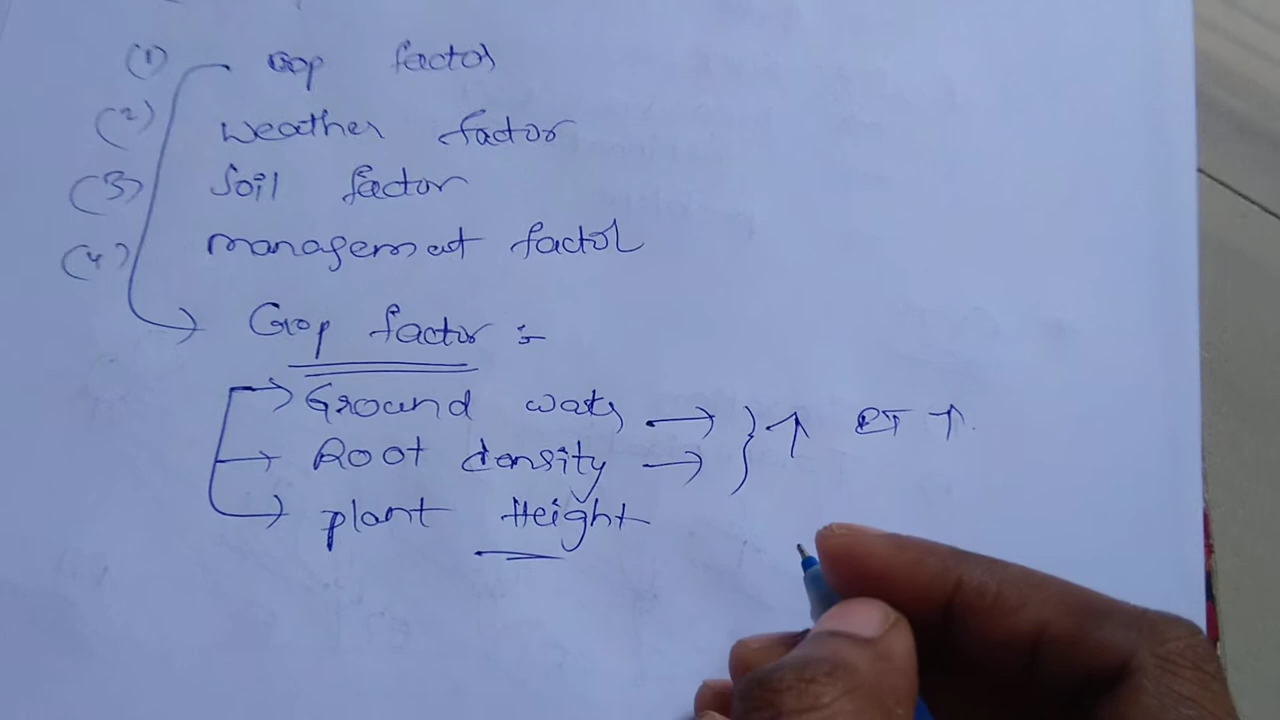 (1) Crop factor
(2) Weather factor
(3) Soil factor
(4) management factor
→ Crop factor :-
→ Ground water → } ↑ ET ↑
→ Root density →
→ plant Height